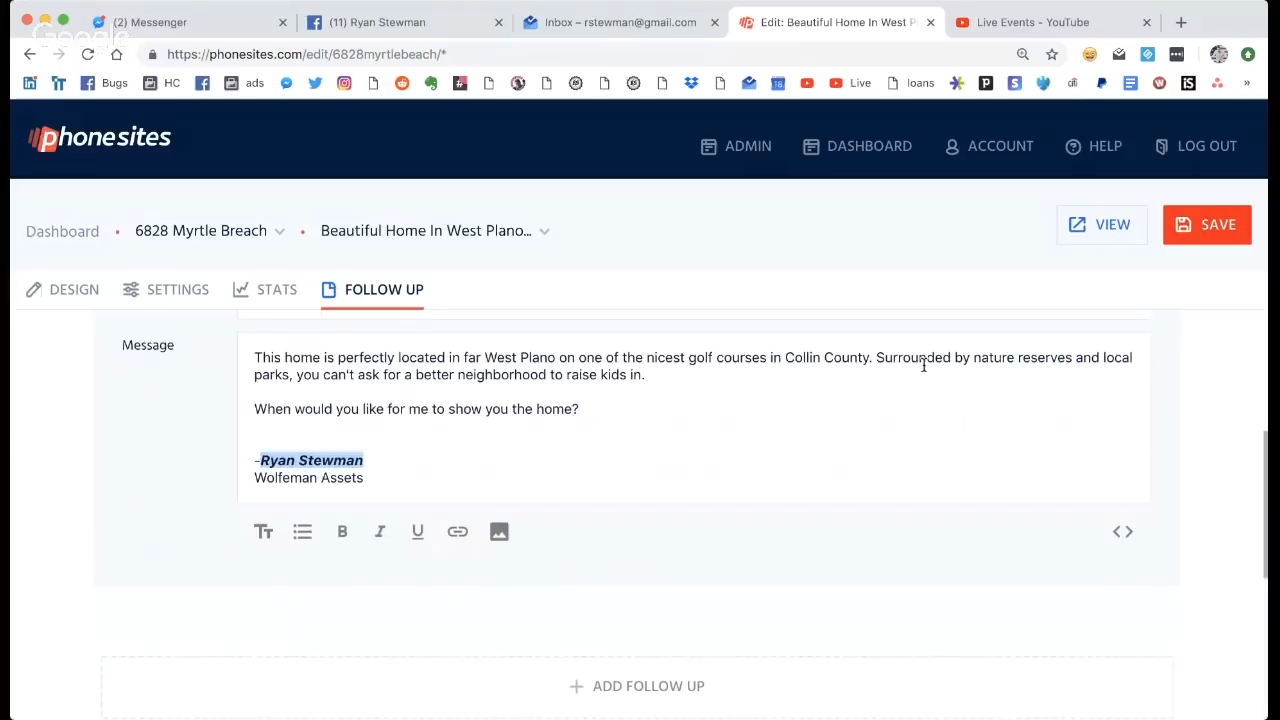 (2) Messenger
(11) Ryan Stewman
Inbox – rstewman@gmail.com
Edit: Beautiful Home In West P
Live Events - YouTube
Google
https://phonesites.com/edit/6828myrtlebeach/*
Bugs
HC
ads
Live
loans
phonesites
ADMIN
DASHBOARD
ACCOUNT
HELP
LOG OUT
Dashboard • 6828 Myrtle Breach • Beautiful Home In West Plano...
VIEW
SAVE
DESIGN
SETTINGS
STATS
FOLLOW UP
Message
This home is perfectly located in far West Plano on one of the nicest golf courses in Collin County. Surrounded by nature reserves and local
parks, you can't ask for a better neighborhood to raise kids in.
When would you like for me to show you the home?
-Ryan Stewman
Wolfeman Assets
+ ADD FOLLOW UP